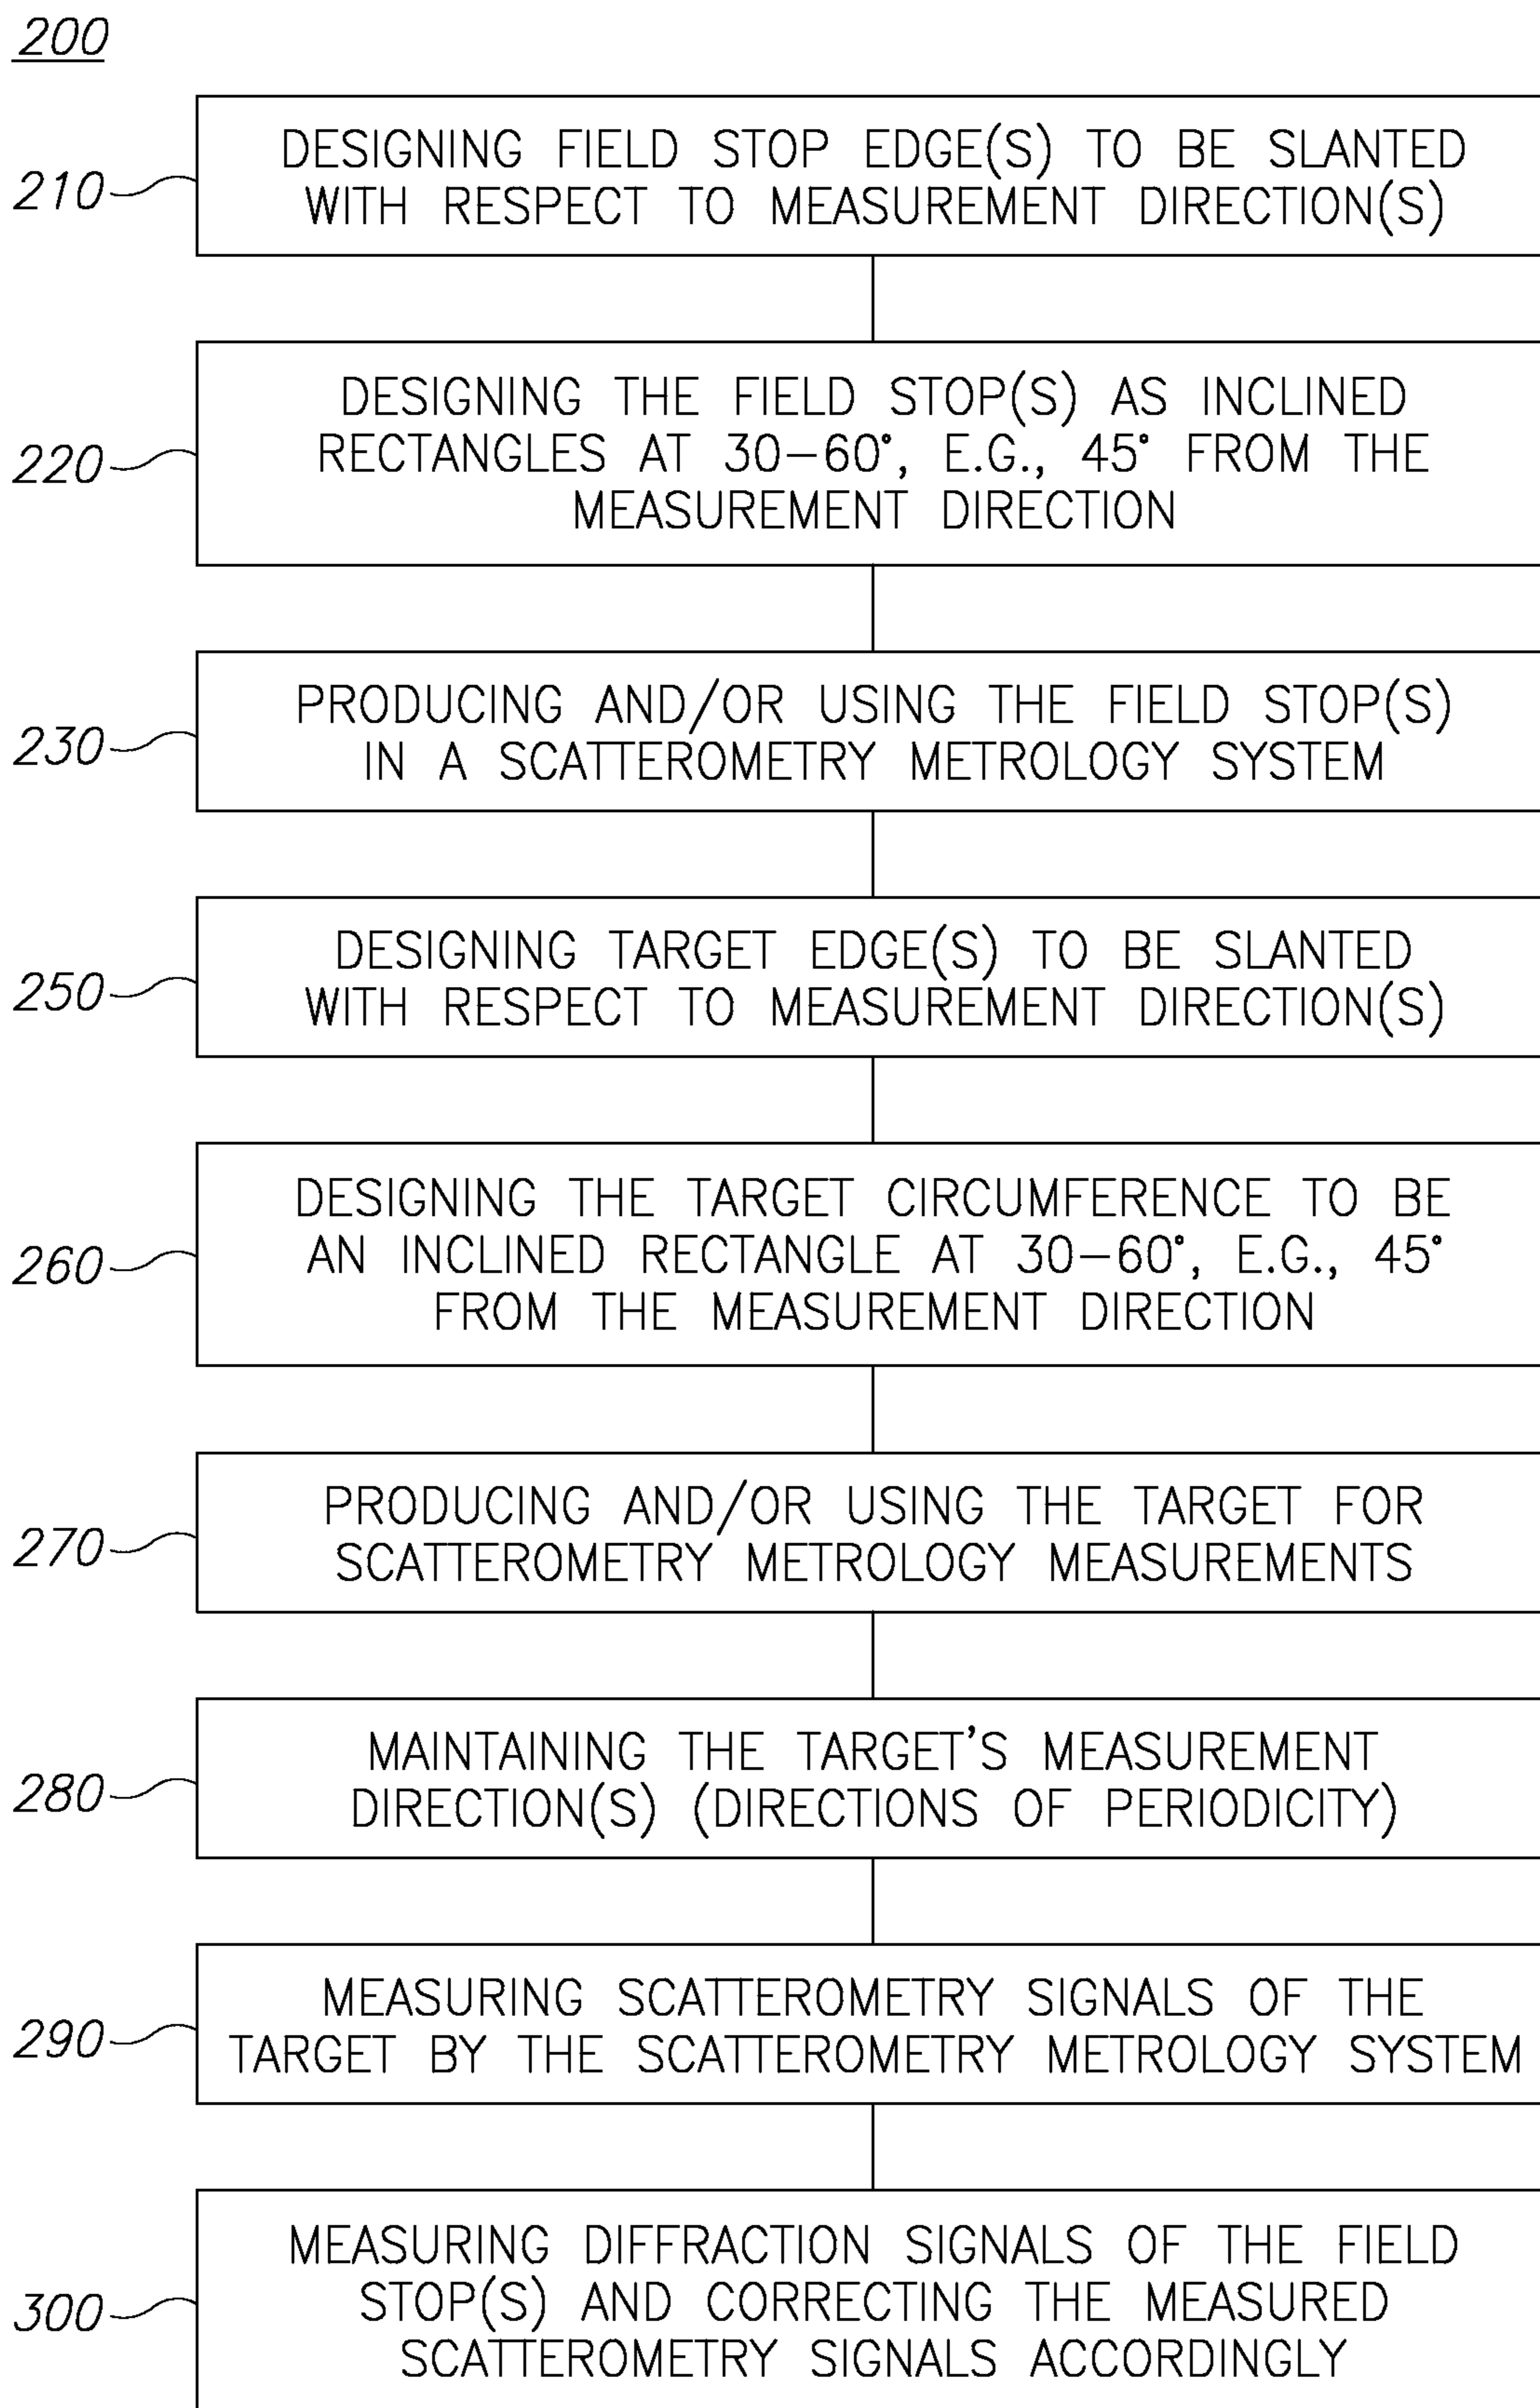 200
210
DESIGNING FIELD STOP EDGE(S) TO BE SLANTED
WITH RESPECT TO MEASUREMENT DIRECTION(S)
220
DESIGNING THE FIELD STOP(S) AS INCLINED
RECTANGLES AT 30-60°, E.G., 45° FROM THE
MEASUREMENT DIRECTION
230
PRODUCING AND/OR USING THE FIELD STOP(S)
IN A SCATTEROMETRY METROLOGY SYSTEM
250
DESIGNING TARGET EDGE(S) TO BE SLANTED
WITH RESPECT TO MEASUREMENT DIRECTION(S)
260
DESIGNING THE TARGET CIRCUMFERENCE TO BE
AN INCLINED RECTANGLE AT 30-60°, E.G., 45°
FROM THE MEASUREMENT DIRECTION
270
PRODUCING AND/OR USING THE TARGET FOR
SCATTEROMETRY METROLOGY MEASUREMENTS
280
MAINTAINING THE TARGET'S MEASUREMENT
DIRECTION(S) (DIRECTIONS OF PERIODICITY)
290
MEASURING SCATTEROMETRY SIGNALS OF THE
TARGET BY THE SCATTEROMETRY METROLOGY SYSTEM
300
MEASURING DIFFRACTION SIGNALS OF THE FIELD
STOP(S) AND CORRECTING THE MEASURED
SCATTEROMETRY SIGNALS ACCORDINGLY